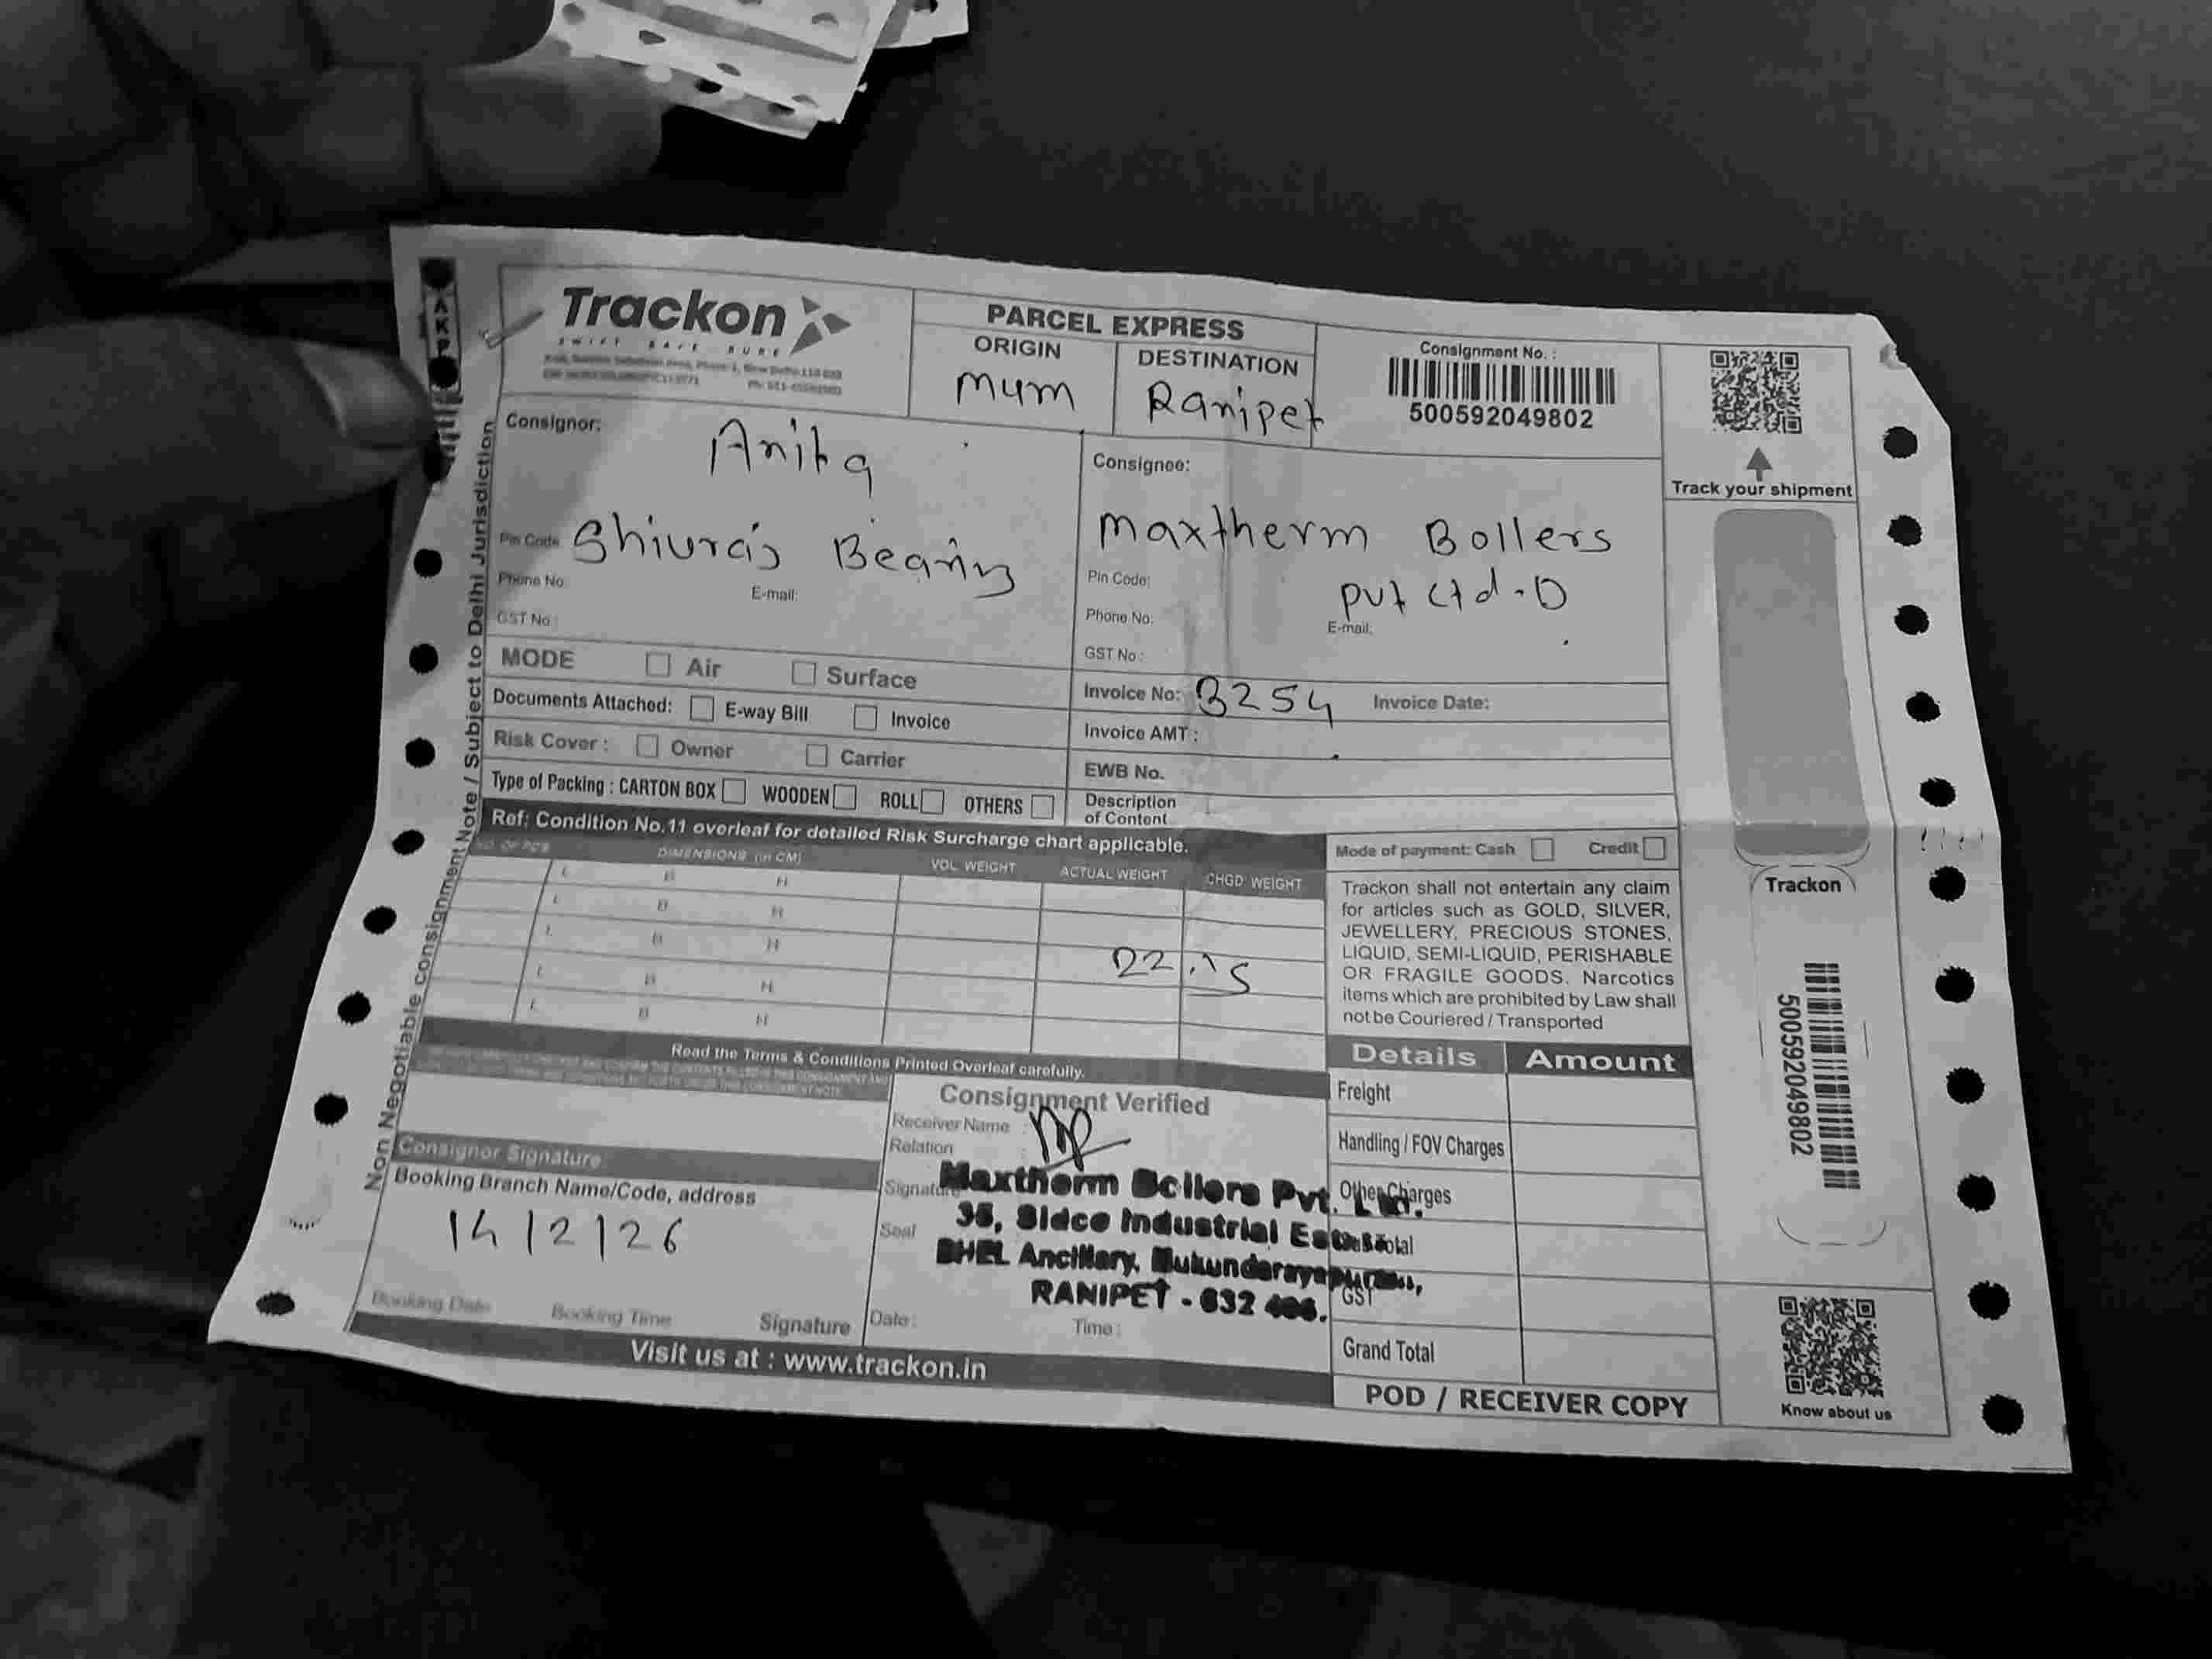 Trackon
SWIFT SAFE SURE
PARCEL EXPRESS
ORIGIN
Mum
DESTINATION
Ranipet
Consignment No. :
500592049802
Track your shipment
Consignor:
Anita
Pin Code
Shivraj Bearing
Phone No
E-mail:
GST No :
Consignee:
Maxtherm Bollers
Pin Code:
Pvt Ltd - D
Phone No:
E-mail:
GST No :
MODE Air Surface
Documents Attached: E-way Bill Invoice
Risk Cover : Owner Carrier
Type of Packing : CARTON BOX WOODEN ROLL OTHERS
Invoice No: 3254 Invoice Date:
Invoice AMT :
EWB No.
Description
of Content
Ref: Condition No.11 overleaf for detailed Risk Surcharge chart applicable.
NO. OF PCS DIMENSIONS (in CM) VOL WEIGHT ACTUAL WEIGHT CHGD WEIGHT
L B H
L B H
L B H
L B H
L B H
22.15
Mode of payment: Cash Credit
Trackon shall not entertain any claim
for articles such as GOLD, SILVER,
JEWELLERY, PRECIOUS STONES,
LIQUID, SEMI-LIQUID, PERISHABLE
OR FRAGILE GOODS. Narcotics
items which are prohibited by Law shall
not be Couriered / Transported
Read the Terms & Conditions Printed Overleaf carefully.
Details Amount
Freight
Handling / FOV Charges
Other Charges
Sub Total
GST
Grand Total
POD / RECEIVER COPY
Consignor Signature
Booking Branch Name/Code, address
14/2/26
Booking Date Booking Time Signature
Consignment Verified
Receiver Name :
Relation
Signature
Seal
Maxtherm Boilers Pvt. Ltd.
35, Sidco Industrial Estate
BHEL Ancillary, Mukundarayapuram,
RANIPET - 632
Date : Time :
Visit us at : www.trackon.in
Non Negotiable consignment Note / Subject to Delhi Jurisdiction
AKP
Trackon
500592049802
Know about us